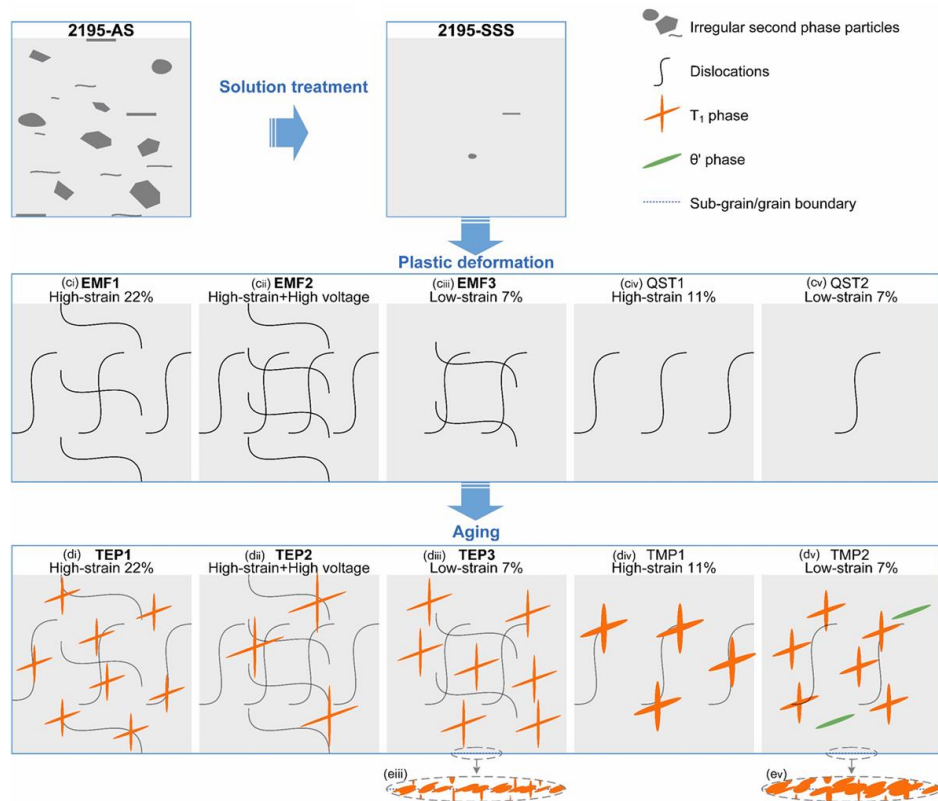 2195-AS
2195-SSS
Solution treatment
Irregular second phase particles
Dislocations
T₁ phase
θ' phase
Sub-grain/grain boundary
Plastic deformation
(ci) EMF1
High-strain 22%
(cii) EMF2
High-strain+High voltage
(ciii) EMF3
Low-strain 7%
(civ) QST1
High-strain 11%
(cv) QST2
Low-strain 7%
Aging
(di) TEP1
High-strain 22%
(dii) TEP2
High-strain+High voltage
(diii) TEP3
Low-strain 7%
(div) TMP1
High-strain 11%
(dv) TMP2
Low-strain 7%
(eiii)
(ev)